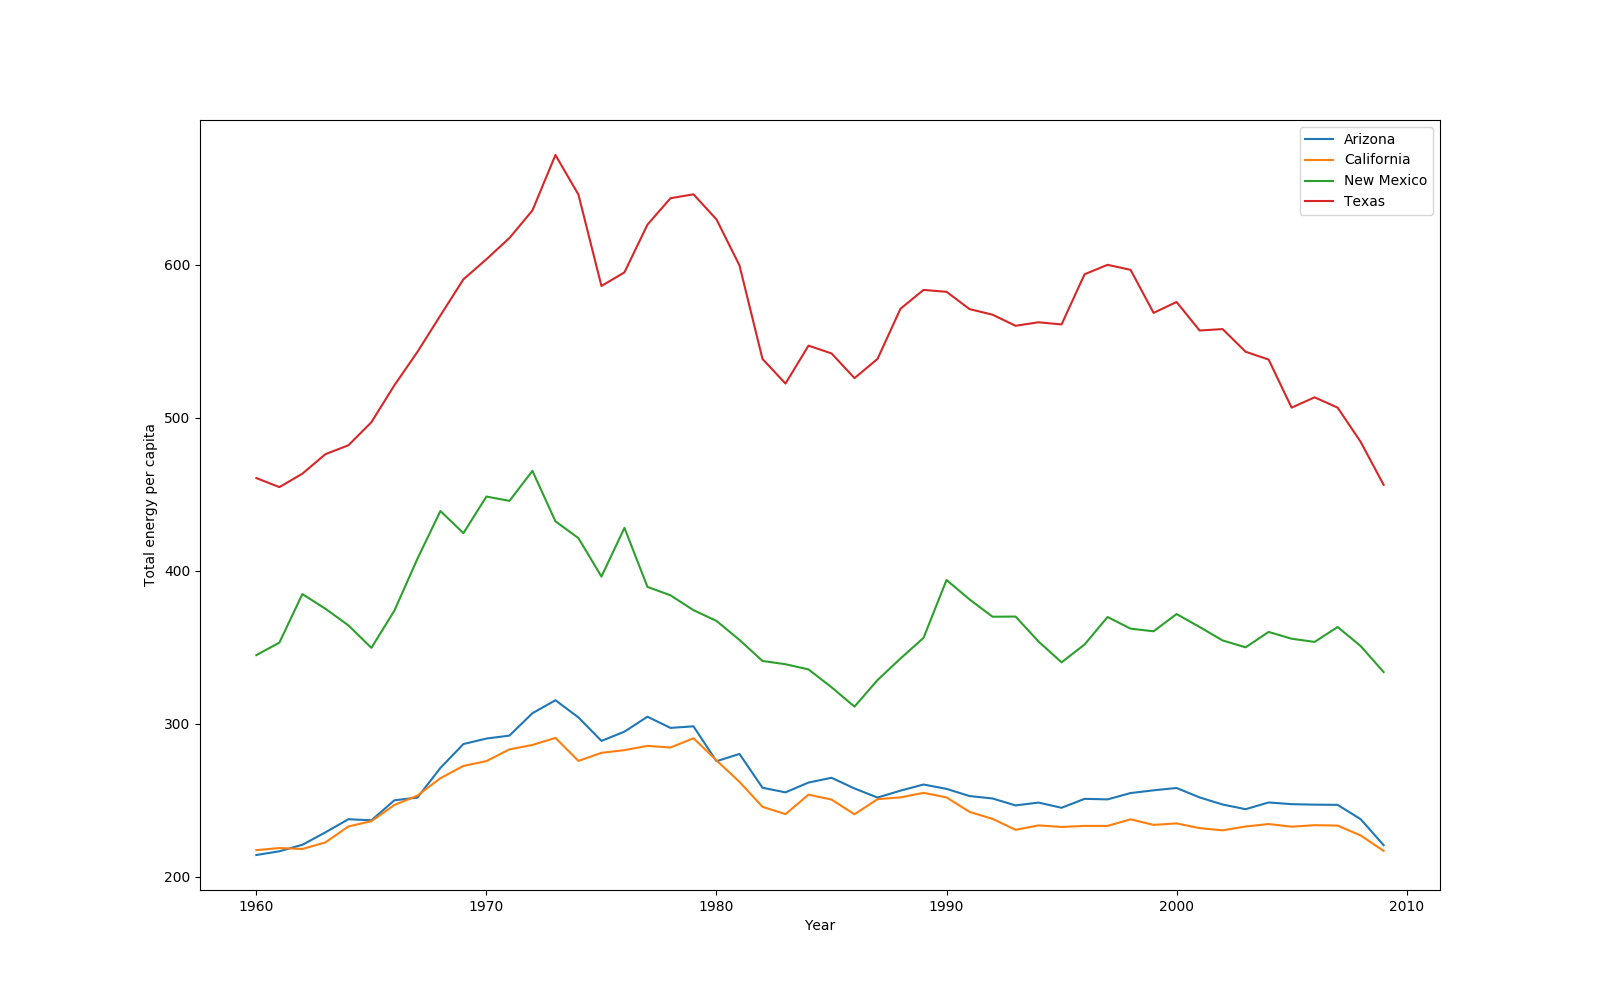 Arizona
California
New Mexico
Texas
600
500
400
300
200
Total energy per capita
1960 1970 1980 1990 2000 2010
Year